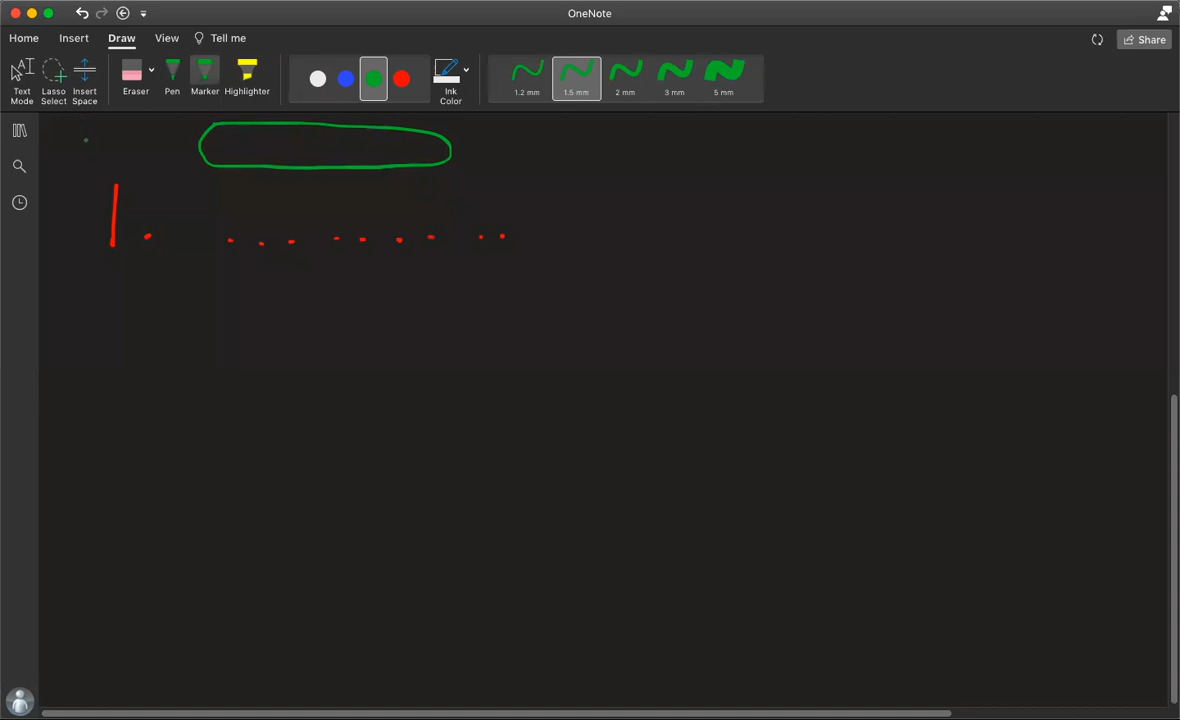 OneNote
Home Insert Draw View Tell me
Share
Text Mode
Lasso Select
Insert Space
Eraser
Pen
Marker
Highlighter
Ink Color
1.2 mm
1.5 mm
2 mm
3 mm
5 mm